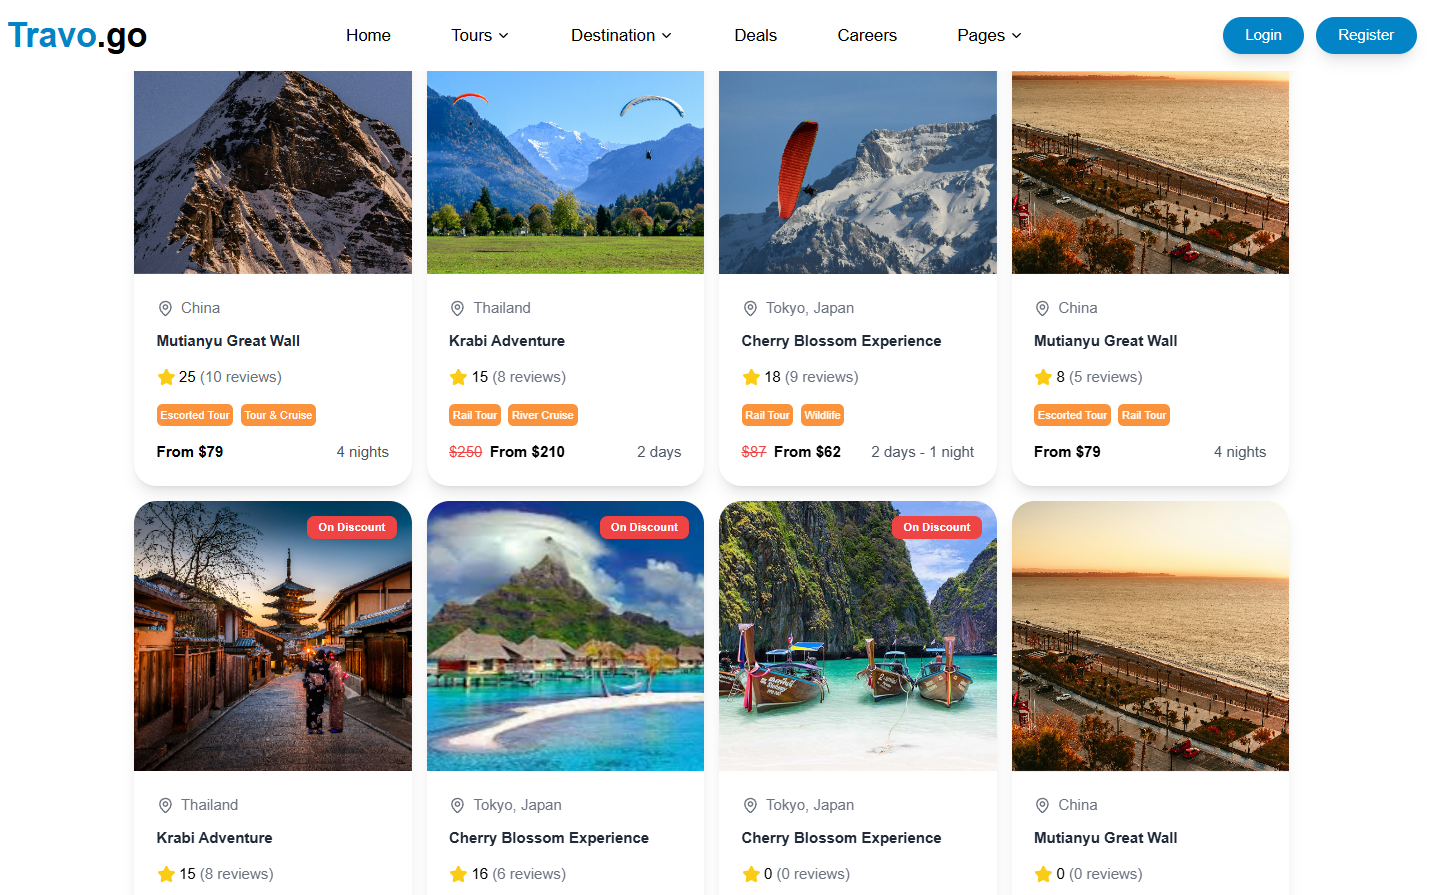 Travo.go
Home
Tours
Destination
Deals
Careers
Pages
Login
Register
China
Mutianyu Great Wall
25 (10 reviews)
Escorted Tour
Tour & Cruise
From $79
4 nights
Thailand
Krabi Adventure
15 (8 reviews)
Rail Tour
River Cruise
$250 From $210
2 days
Tokyo, Japan
Cherry Blossom Experience
18 (9 reviews)
Rail Tour
Wildlife
$87 From $62
2 days - 1 night
China
Mutianyu Great Wall
8 (5 reviews)
Escorted Tour
Rail Tour
From $79
4 nights
Thailand
Krabi Adventure
15 (8 reviews)
On Discount
Tokyo, Japan
Cherry Blossom Experience
16 (6 reviews)
On Discount
Tokyo, Japan
Cherry Blossom Experience
0 (0 reviews)
China
Mutianyu Great Wall
0 (0 reviews)